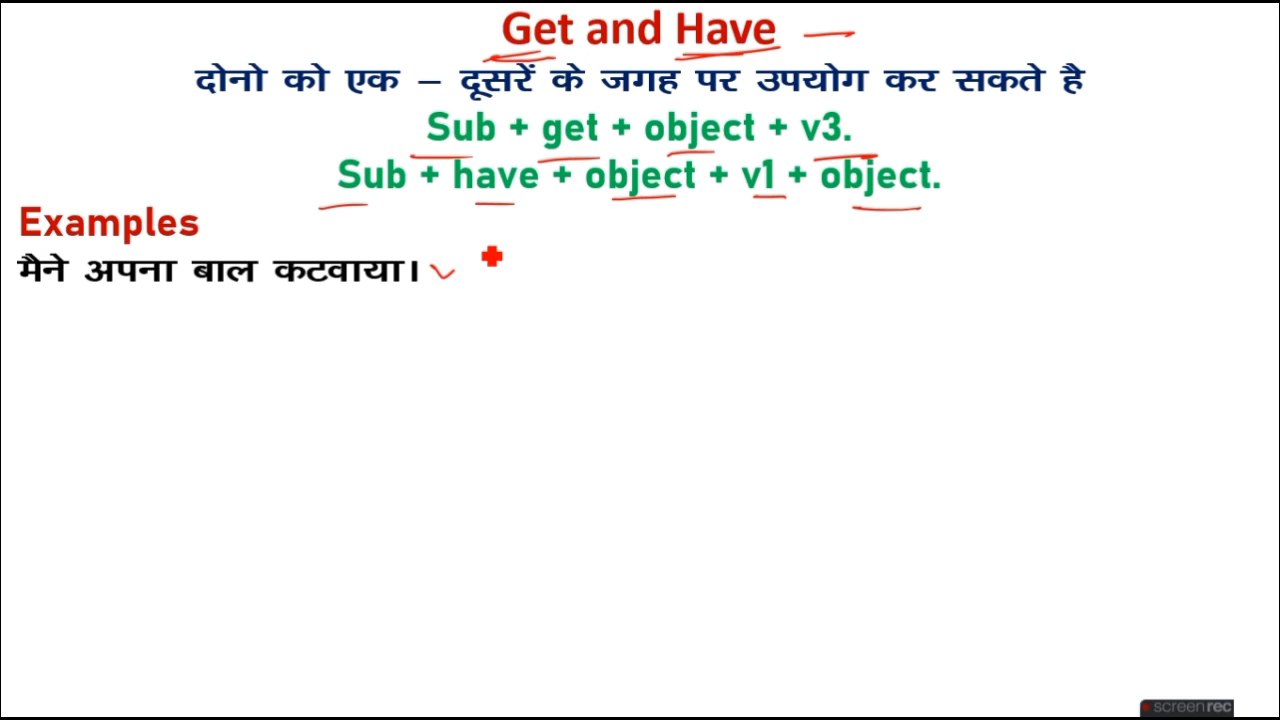 Get and Have
दोनो को एक – दूसरें के जगह पर उपयोग कर सकते है
Sub + get + object + v3.
Sub + have + object + v1 + object.
Examples
मैने अपना बाल कटवाया।
screenrec